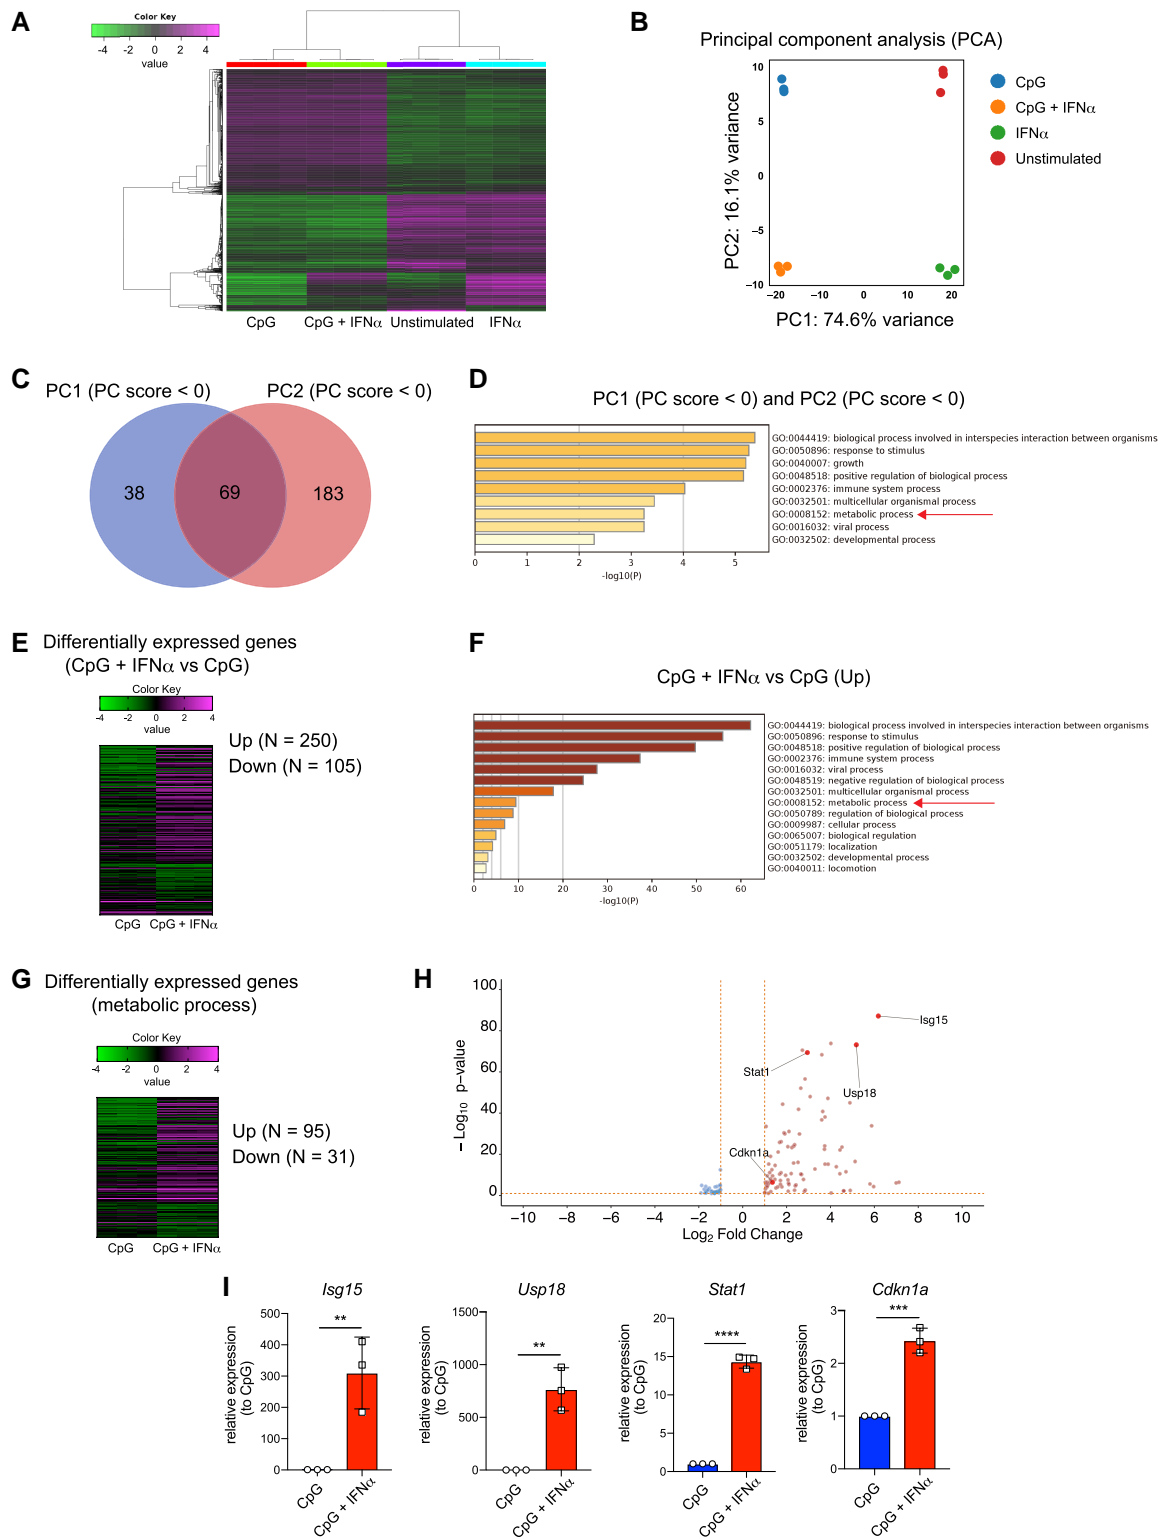 A
Color Key
-4 -2 0 2 4
value
CpG CpG + IFNα Unstimulated IFNα
B
Principal component analysis (PCA)
PC2: 16.1% variance
10
5
0
−5
−10
−20 −10 0 10 20
PC1: 74.6% variance
CpG
CpG + IFNα
IFNα
Unstimulated
C
PC1 (PC score < 0) PC2 (PC score < 0)
38 69 183
D
PC1 (PC score < 0) and PC2 (PC score < 0)
GO:0044419: biological process involved in interspecies interaction between organisms
GO:0050896: response to stimulus
GO:0040007: growth
GO:0048518: positive regulation of biological process
GO:0002376: immune system process
GO:0032501: multicellular organismal process
GO:0008152: metabolic process
GO:0016032: viral process
GO:0032502: developmental process
0 1 2 3 4 5
-log10(P)
E
Differentially expressed genes
(CpG + IFNα vs CpG)
Color Key
-4 -2 0 2 4
value
Up (N = 250)
Down (N = 105)
CpG CpG + IFNα
F
CpG + IFNα vs CpG (Up)
GO:0044419: biological process involved in interspecies interaction between organisms
GO:0050896: response to stimulus
GO:0048518: positive regulation of biological process
GO:0002376: immune system process
GO:0016032: viral process
GO:0048519: negative regulation of biological process
GO:0032501: multicellular organismal process
GO:0008152: metabolic process
GO:0050789: regulation of biological process
GO:0009987: cellular process
GO:0065007: biological regulation
GO:0051179: localization
GO:0032502: developmental process
GO:0040011: locomotion
0 10 20 30 40 50 60
-log10(P)
G
Differentially expressed genes
(metabolic process)
Color Key
-4 -2 0 2 4
value
Up (N = 95)
Down (N = 31)
CpG CpG + IFNα
H
−Log10 p−value
100
80
60
40
20
0
Isg15
Stat1
Usp18
Cdkn1a
−10 −8 −6 −4 −2 0 2 4 6 8 10
Log2 Fold Change
I
Isg15
relative expression
(to CpG)
500
400
300
200
100
0
**
CpG
CpG + IFNα
Usp18
relative expression
(to CpG)
1500
1000
500
0
**
CpG
CpG + IFNα
Stat1
relative expression
(to CpG)
20
15
10
5
0
****
CpG
CpG + IFNα
Cdkn1a
relative expression
(to CpG)
3
2
1
0
***
CpG
CpG + IFNα